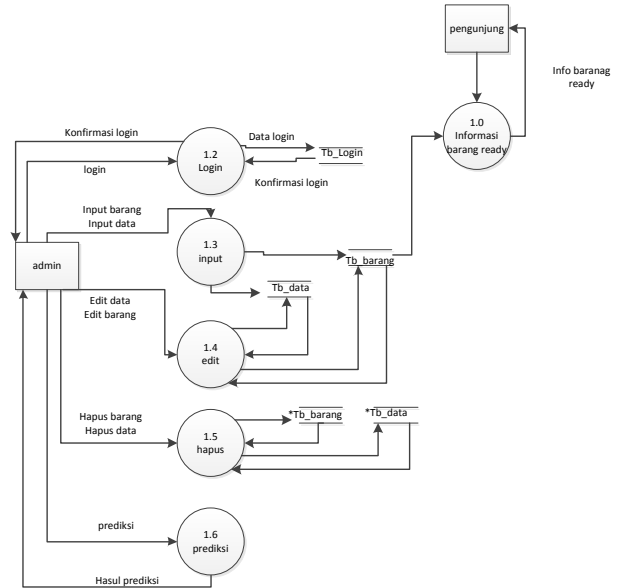 pengunjung
Info baranag
ready
1.0
Informasi
barang ready
Konfirmasi login
1.2
Login
Data login
Tb_Login
login
Konfirmasi login
Input barang
Input data
1.3
input
admin
Tb_barang
Tb_data
Edit data
Edit barang
1.4
edit
Hapus barang
Hapus data
1.5
hapus
*Tb_barang
*Tb_data
prediksi
1.6
prediksi
Hasul prediksi